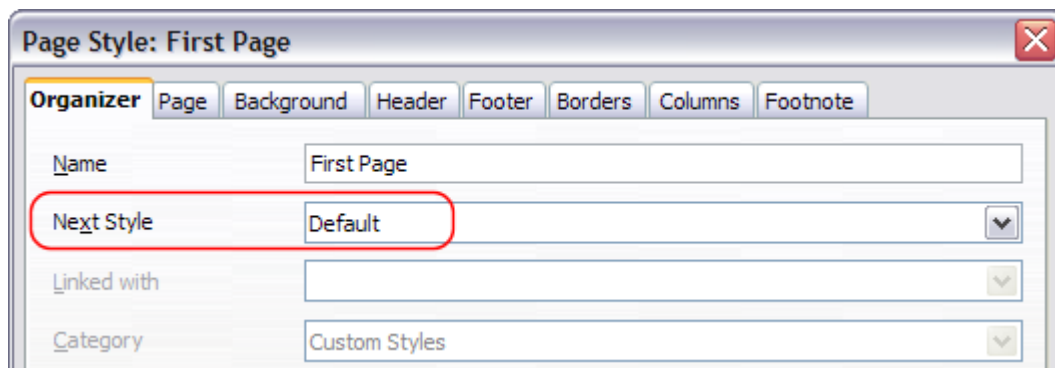 Page Style: First Page
Organizer Page Background Header Footer Borders Columns Footnote
Name First Page
Next Style Default
Linked with
Category Custom Styles